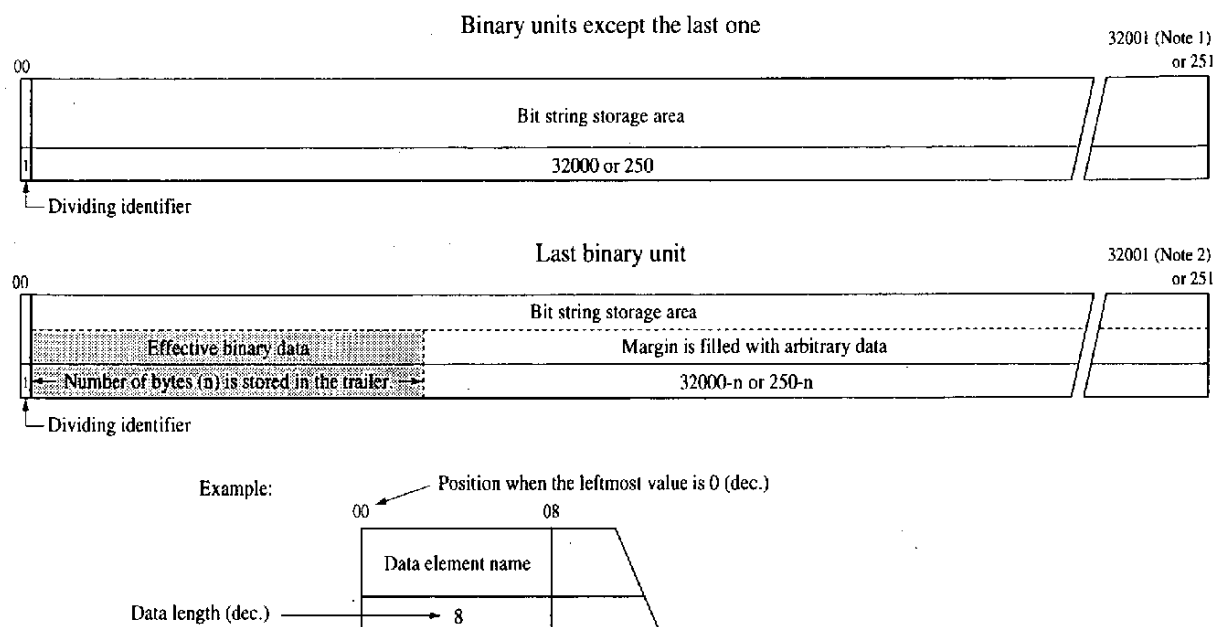 Binary units except the last one
32001 (Note 1)
or 251
00
Bit string storage area
1
32000 or 250
Dividing identifier
Last binary unit
32001 (Note 2)
or 251
00
Bit string storage area
Effective binary data
Margin is filled with arbitrary data
1
Number of bytes (n) is stored in the trailer.
32000-n or 250-n
Dividing identifier
Example:
Position when the leftmost value is 0 (dec.)
00
08
Data element name
Data length (dec.)
8